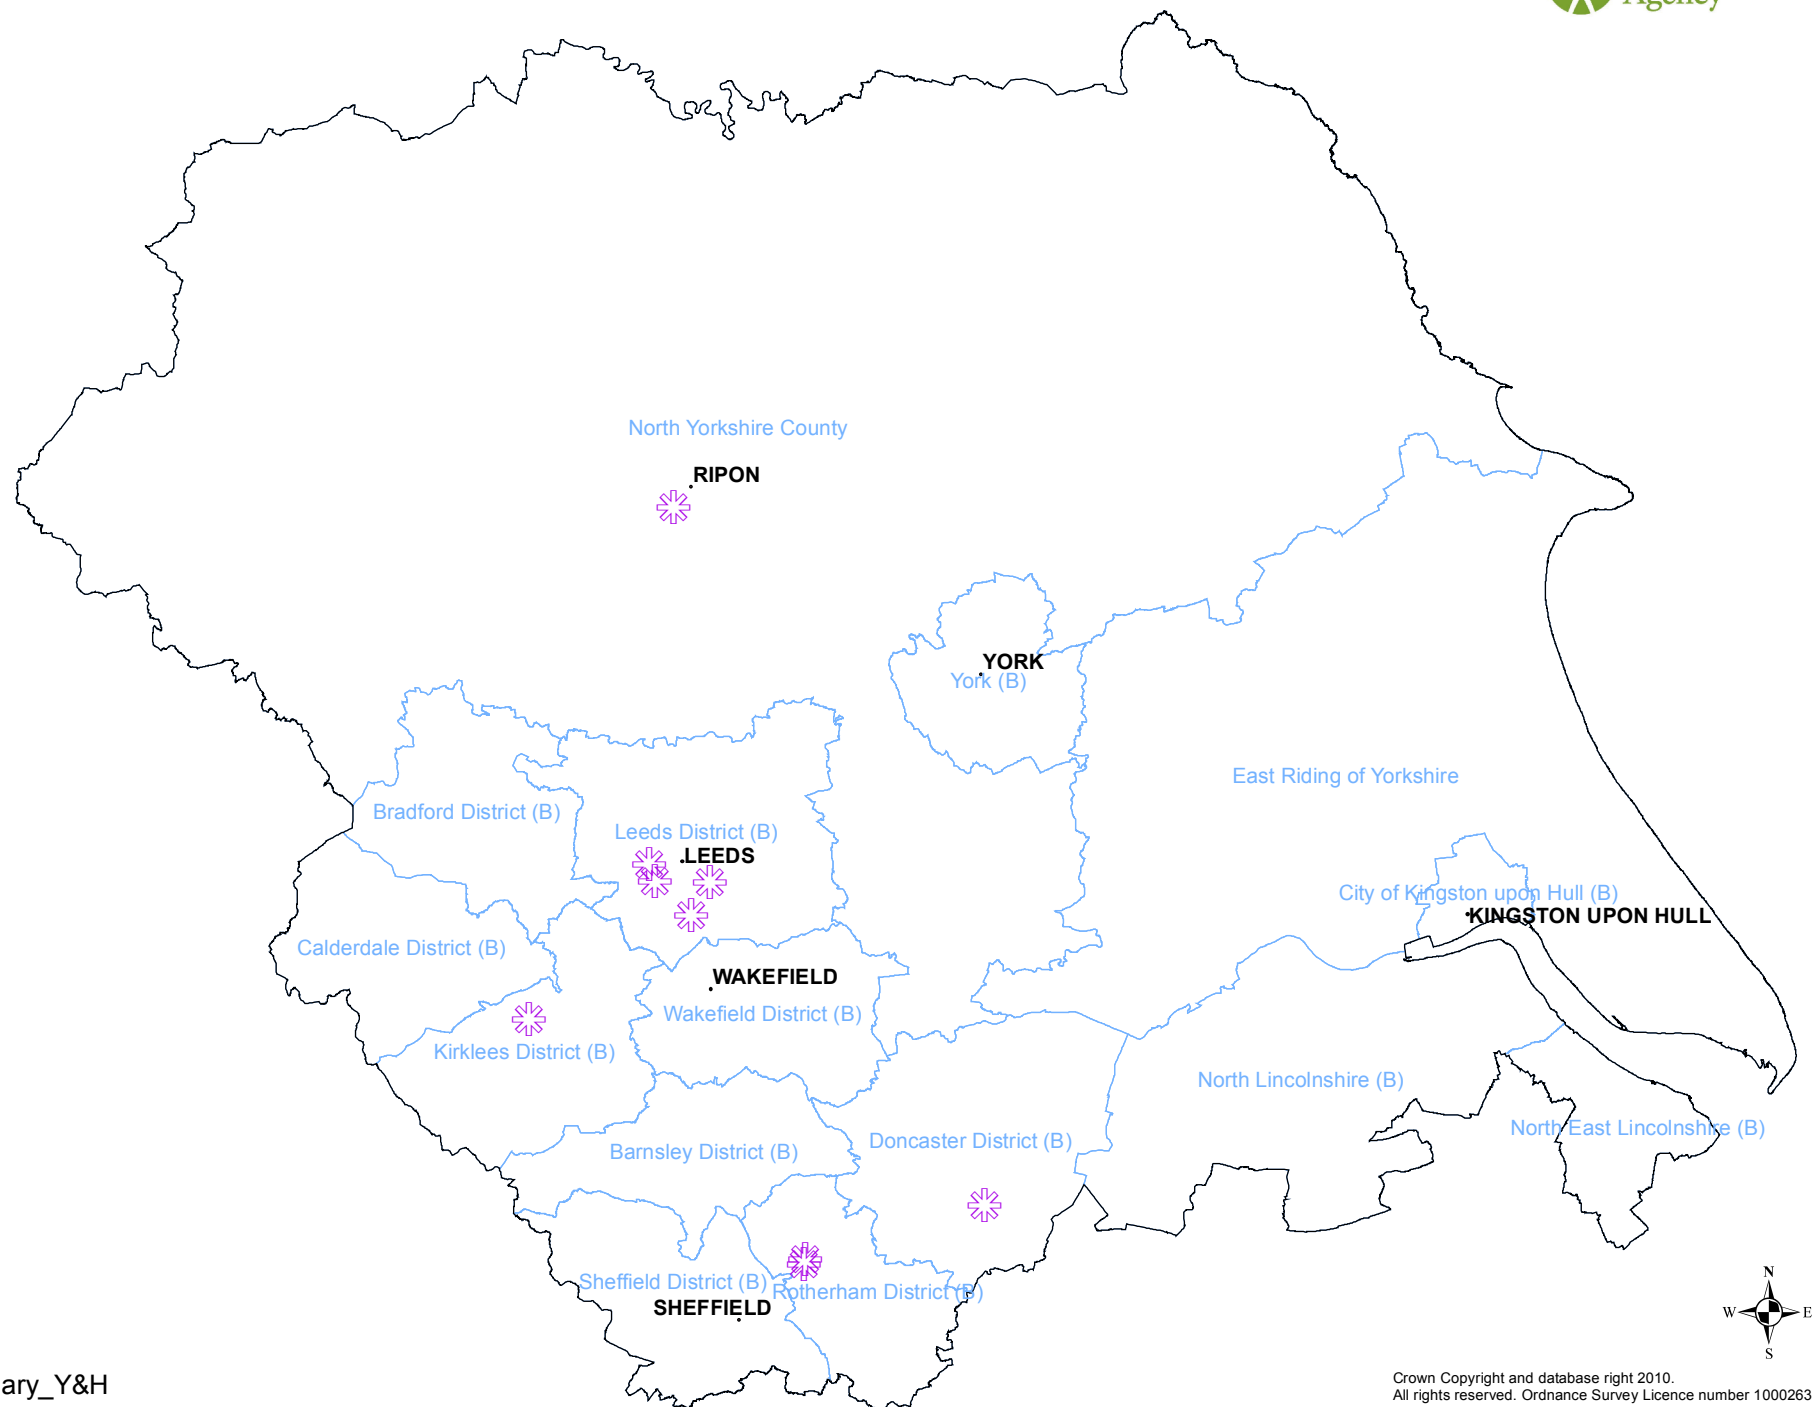 Agency
North Yorkshire County
RIPON
YORK
York (B)
East Riding of Yorkshire
Bradford District (B)
Leeds District (B)
LEEDS
City of Kingston upon Hull (B)
KINGSTON UPON HULL
Calderdale District (B)
WAKEFIELD
Wakefield District (B)
Kirklees District (B)
North Lincolnshire (B)
North East Lincolnshire (B)
Doncaster District (B)
Barnsley District (B)
Sheffield District (B)
Rotherham District (B)
SHEFFIELD
N
W E
S
ary_Y&H
Crown Copyright and database right 2010.
All rights reserved. Ordnance Survey Licence number 1000263